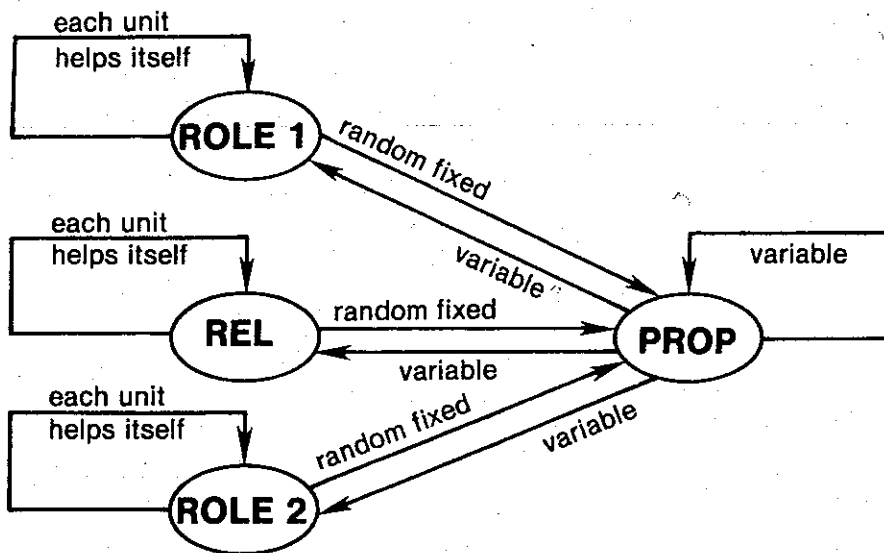 each unit
helps itself
ROLE 1
random fixed
variable
each unit
helps itself
REL
random fixed
variable
PROP
variable
each unit
helps itself
ROLE 2
random fixed
variable